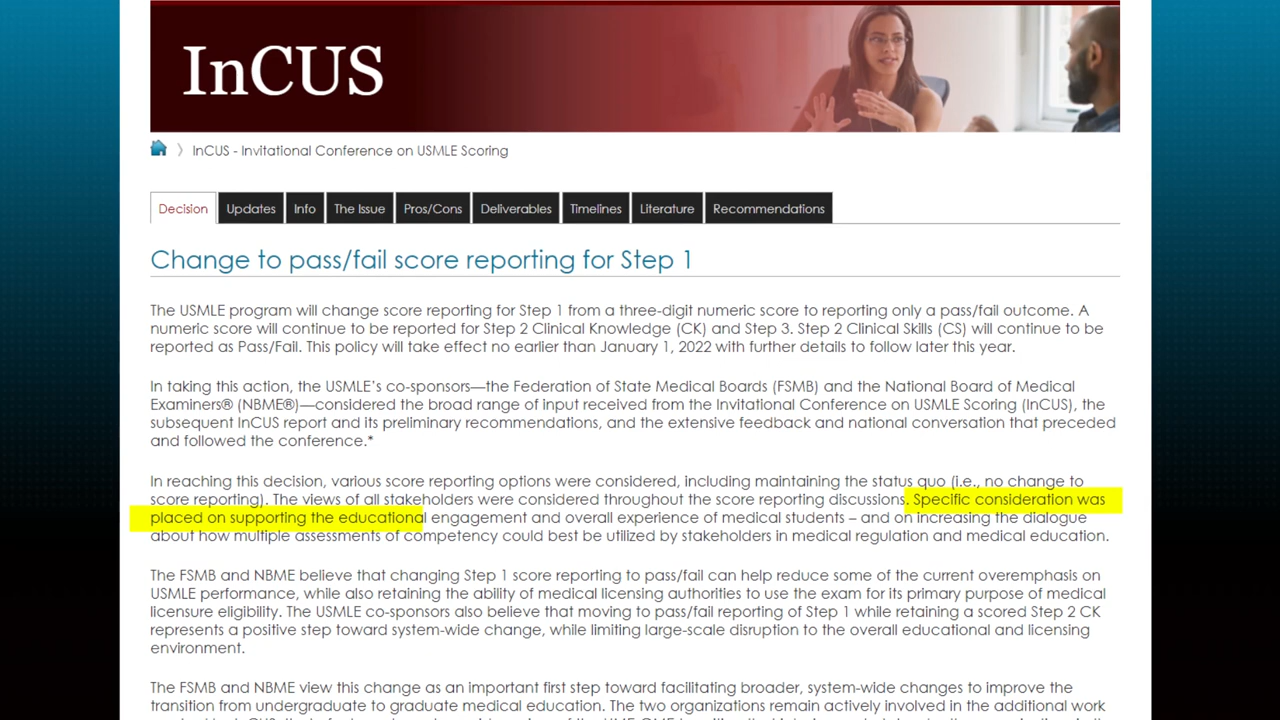 InCUS
InCUS - Invitational Conference on USMLE Scoring
Decision Updates Info The Issue Pros/Cons Deliverables Timelines Literature Recommendations
Change to pass/fail score reporting for Step 1
The USMLE program will change score reporting for Step 1 from a three-digit numeric score to reporting only a pass/fail outcome. A
numeric score will continue to be reported for Step 2 Clinical Knowledge (CK) and Step 3. Step 2 Clinical Skills (CS) will continue to be
reported as Pass/Fail. This policy will take effect no earlier than January 1, 2022 with further details to follow later this year.
In taking this action, the USMLE's co-sponsors—the Federation of State Medical Boards (FSMB) and the National Board of Medical
Examiners® (NBME®)—considered the broad range of input received from the Invitational Conference on USMLE Scoring (InCUS), the
subsequent InCUS report and its preliminary recommendations, and the extensive feedback and national conversation that preceded
and followed the conference.*
In reaching this decision, various score reporting options were considered, including maintaining the status quo (i.e., no change to
score reporting). The views of all stakeholders were considered throughout the score reporting discussions. Specific consideration was
placed on supporting the educational engagement and overall experience of medical students – and on increasing the dialogue
about how multiple assessments of competency could best be utilized by stakeholders in medical regulation and medical education.
The FSMB and NBME believe that changing Step 1 score reporting to pass/fail can help reduce some of the current overemphasis on
USMLE performance, while also retaining the ability of medical licensing authorities to use the exam for its primary purpose of medical
licensure eligibility. The USMLE co-sponsors also believe that moving to pass/fail reporting of Step 1 while retaining a scored Step 2 CK
represents a positive step toward system-wide change, while limiting large-scale disruption to the overall educational and licensing
environment.
The FSMB and NBME view this change as an important first step toward facilitating broader, system-wide changes to improve the
transition from undergraduate to graduate medical education. The two organizations remain actively involved in the additional work